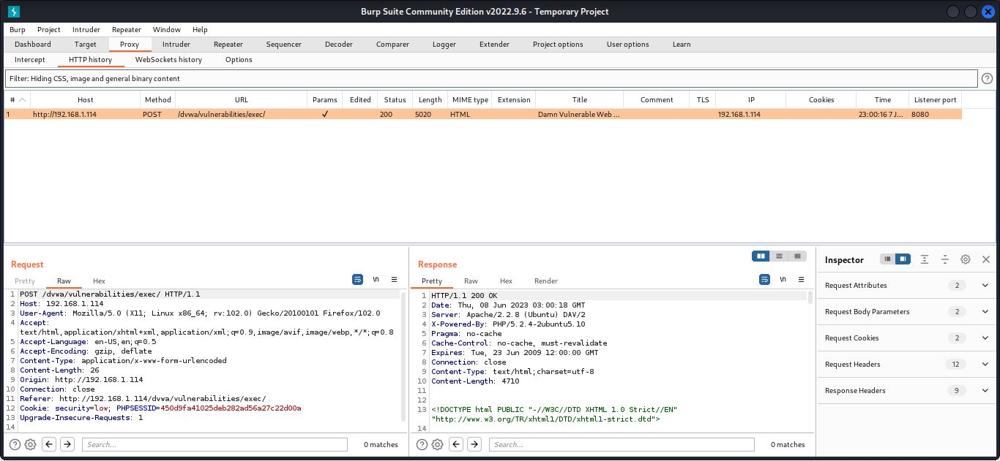 Burp Suite Community Edition v2022.9.6 - Temporary Project
Burp Project Intruder Repeater Window Help
Dashboard Target Proxy Intruder Repeater Sequencer Decoder Comparer Logger Extender Project options User options Learn
Intercept HTTP history WebSockets history Options
Filter: Hiding CSS, image and general binary content
# Host Method URL Params Edited Status Length MIME type Extension Title Comment TLS IP Cookies Time Listener port
1 http://192.168.1.114 POST /dvwa/vulnerabilities/exec/ ✓ 200 5020 HTML Damn Vulnerable Web ... 192.168.1.114 23:00:16 7 J... 8080
Request
Pretty Raw Hex \n
1 POST /dvwa/vulnerabilities/exec/ HTTP/1.1
2 Host: 192.168.1.114
3 User-Agent: Mozilla/5.0 (X11; Linux x86_64; rv:102.0) Gecko/20100101 Firefox/102.0
4 Accept:
text/html,application/xhtml+xml,application/xml;q=0.9,image/avif,image/webp,*/*;q=0.8
5 Accept-Language: en-US,en;q=0.5
6 Accept-Encoding: gzip, deflate
7 Content-Type: application/x-www-form-urlencoded
8 Content-Length: 26
9 Origin: http://192.168.1.114
10 Connection: close
11 Referer: http://192.168.1.114/dvwa/vulnerabilities/exec/
12 Cookie: security=low; PHPSESSID=450d9fa41025deb282ad56a27c22d00a
13 Upgrade-Insecure-Requests: 1
14
Search... 0 matches
Response
Pretty Raw Hex Render \n
1 HTTP/1.1 200 OK
2 Date: Thu, 08 Jun 2023 03:00:18 GMT
3 Server: Apache/2.2.8 (Ubuntu) DAV/2
4 X-Powered-By: PHP/5.2.4-2ubuntu5.10
5 Pragma: no-cache
6 Cache-Control: no-cache, must-revalidate
7 Expires: Tue, 23 Jun 2009 12:00:00 GMT
8 Connection: close
9 Content-Type: text/html;charset=utf-8
10 Content-Length: 4710
11
12
13 <!DOCTYPE html PUBLIC "-//W3C//DTD XHTML 1.0 Strict//EN"
"http://www.w3.org/TR/xhtml1/DTD/xhtml1-strict.dtd">
14
Search... 0 matches
Inspector
Request Attributes 2
Request Body Parameters 2
Request Cookies 2
Request Headers 12
Response Headers 9